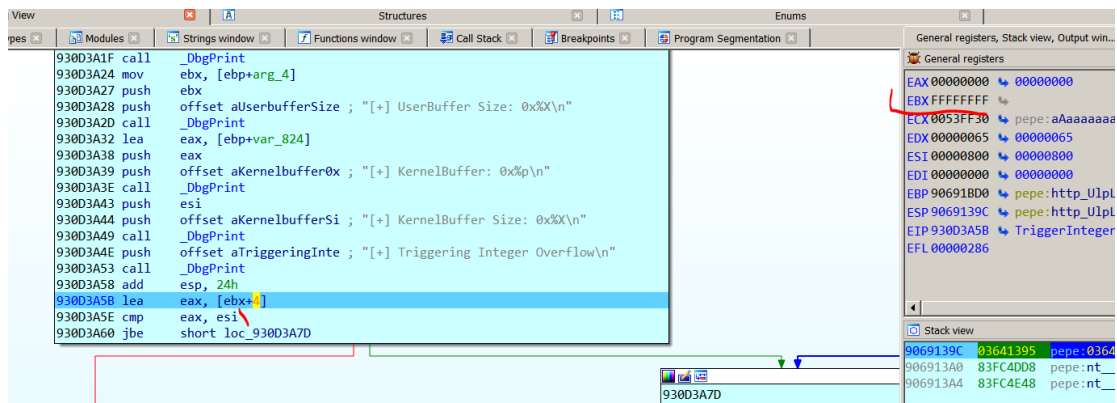 View Structures Enums
ypes Modules Strings window Functions window Call Stack Breakpoints Program Segmentation General registers, Stack view, Output win...
General registers
930D3A1F call _DbgPrint
930D3A24 mov ebx, [ebp+arg_4]
930D3A27 push ebx
930D3A28 push offset aUserbufferSize ; "[+] UserBuffer Size: 0x%X\n"
930D3A2D call _DbgPrint
930D3A32 lea eax, [ebp+var_824]
930D3A38 push eax
930D3A39 push offset aKernelbuffer0x ; "[+] KernelBuffer: 0x%p\n"
930D3A3E call _DbgPrint
930D3A43 push esi
930D3A44 push offset aKernelbufferSi ; "[+] KernelBuffer Size: 0x%X\n"
930D3A49 call _DbgPrint
930D3A4E push offset aTriggeringInte ; "[+] Triggering Integer Overflow\n"
930D3A53 call _DbgPrint
930D3A58 add esp, 24h
930D3A5B lea eax, [ebx+4]
930D3A5E cmp eax, esi
930D3A60 jbe short loc_930D3A7D
930D3A7D
EAX 00000000 00000000
EBX FFFFFFFF
ECX 0053FF30 pepe:aAaaaaaaa
EDX 00000065 00000065
ESI 00000800 00000800
EDI 00000000 00000000
EBP 90691BD0 pepe:http_UlpL
ESP 9069139C pepe:http_UlpL
EIP 930D3A5B TriggerInteger
EFL 00000286
Stack view
9069139C 03641395 pepe:0364
906913A0 83FC4DD8 pepe:nt__
906913A4 83FC4E48 pepe:nt__